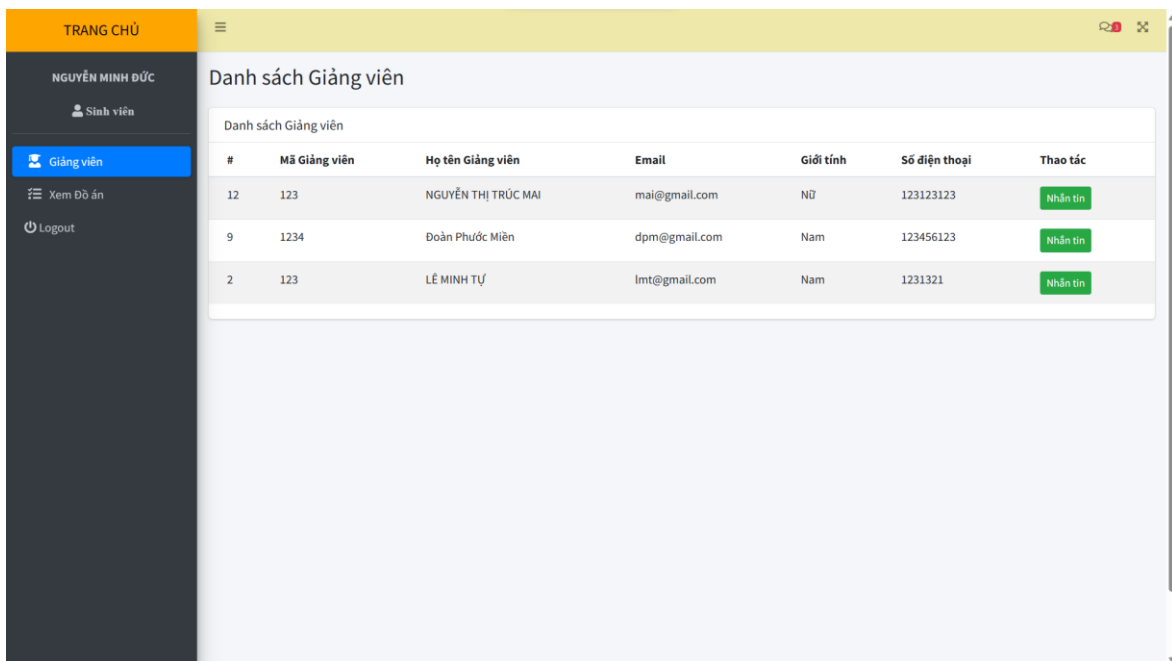 TRANG CHỦ
NGUYỄN MINH ĐỨC
Sinh viên
Giảng viên
Xem Đồ án
Logout
3
Danh sách Giảng viên
Danh sách Giảng viên
# Mã Giảng viên Họ tên Giảng viên Email Giới tính Số điện thoại Thao tác
12 123 NGUYỄN THỊ TRÚC MAI mai@gmail.com Nữ 123123123 Nhắn tin
9 1234 Đoàn Phước Miền dpm@gmail.com Nam 123456123 Nhắn tin
2 123 LÊ MINH TỰ lmt@gmail.com Nam 1231321 Nhắn tin